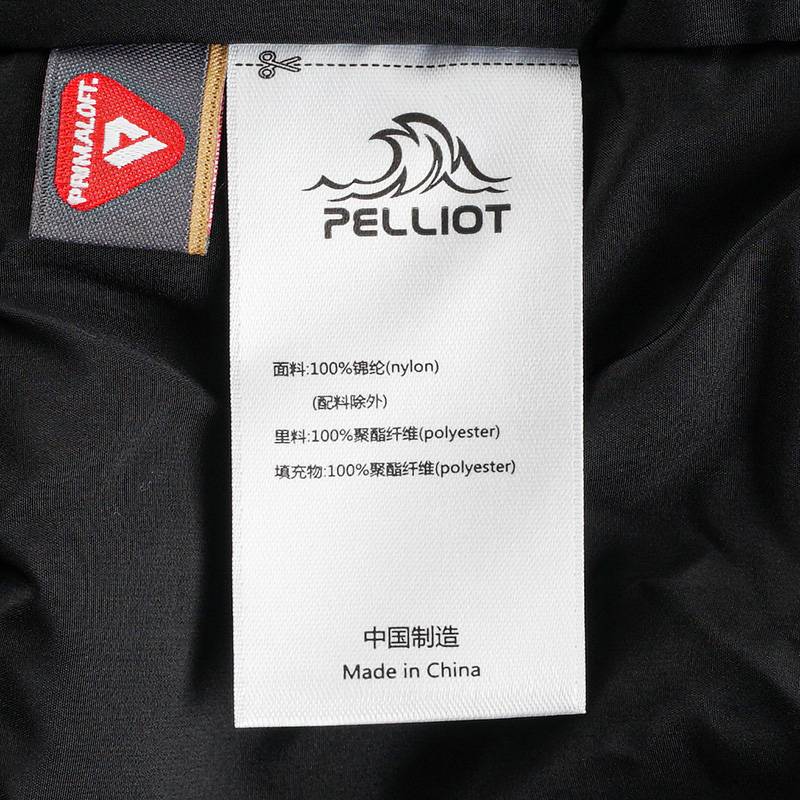 PRIMALOFT.
PELLIOT
面料:100%锦纶(nylon)
(配料除外)
里料:100%聚酯纤维(polyester)
填充物:100%聚酯纤维(polyester)
中国制造
Made in China